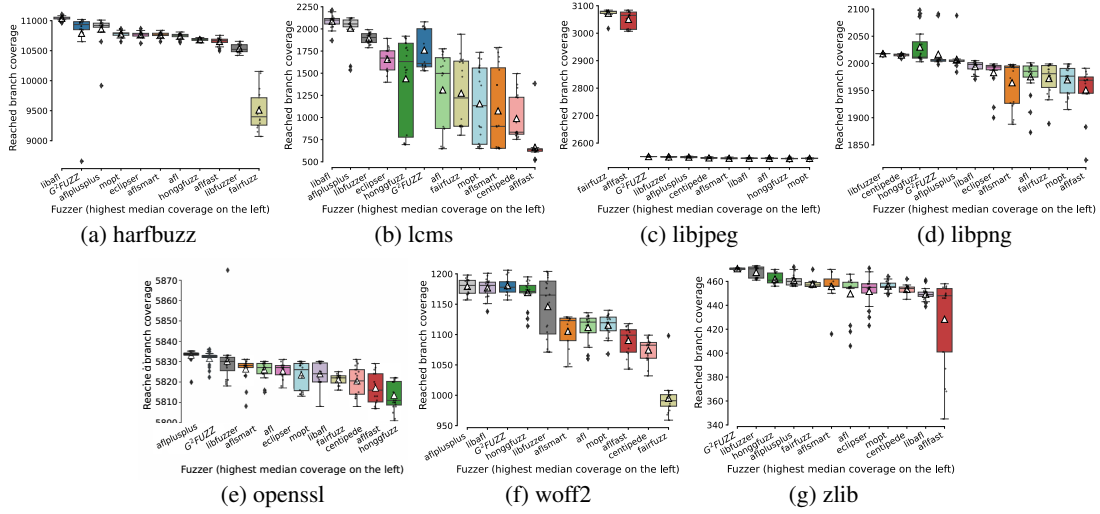 Reached branch coverage
11000
10500
10000
9500
9000
libafl
G²FUZZ
aflplusplus
mopt
eclipser
aflsmart
afl
honggfuzz
aflfast
libfuzzer
fairfuzz
Fuzzer (highest median coverage on the left)
(a) harfbuzz
Reached branch coverage
2250
2000
1750
1500
1250
1000
750
500
libafl
aflplusplus
libfuzzer
eclipser
honggfuzz
G²FUZZ
afl
fairfuzz
mopt
aflsmart
centipede
aflfast
Fuzzer (highest median coverage on the left)
(b) lcms
Reached branch coverage
3100
3000
2900
2800
2700
2600
fairfuzz
aflfast
G²FUZZ
libfuzzer
aflplusplus
centipede
aflsmart
libafl
afl
honggfuzz
mopt
Fuzzer (highest median coverage on the left)
(c) libjpeg
Reached branch coverage
2100
2050
2000
1950
1900
1850
libfuzzer
centipede
honggfuzz
G²FUZZ
aflplusplus
libafl
eclipser
aflsmart
afl
fairfuzz
mopt
aflfast
Fuzzer (highest median coverage on the left)
(d) libpng
Reached branch coverage
5870
5860
5850
5840
5830
5820
5810
5800
aflplusplus
G²FUZZ
libfuzzer
aflsmart
afl
eclipser
mopt
libafl
fairfuzz
centipede
aflfast
honggfuzz
Fuzzer (highest median coverage on the left)
(e) openssl
Reached branch coverage
1200
1150
1100
1050
1000
950
aflplusplus
libafl
G²FUZZ
honggfuzz
libfuzzer
aflsmart
afl
mopt
aflfast
centipede
fairfuzz
Fuzzer (highest median coverage on the left)
(f) woff2
Reached branch coverage
460
440
420
400
380
360
340
G²FUZZ
libfuzzer
honggfuzz
aflplusplus
fairfuzz
aflsmart
afl
eclipser
mopt
centipede
libafl
aflfast
Fuzzer (highest median coverage on the left)
(g) zlib